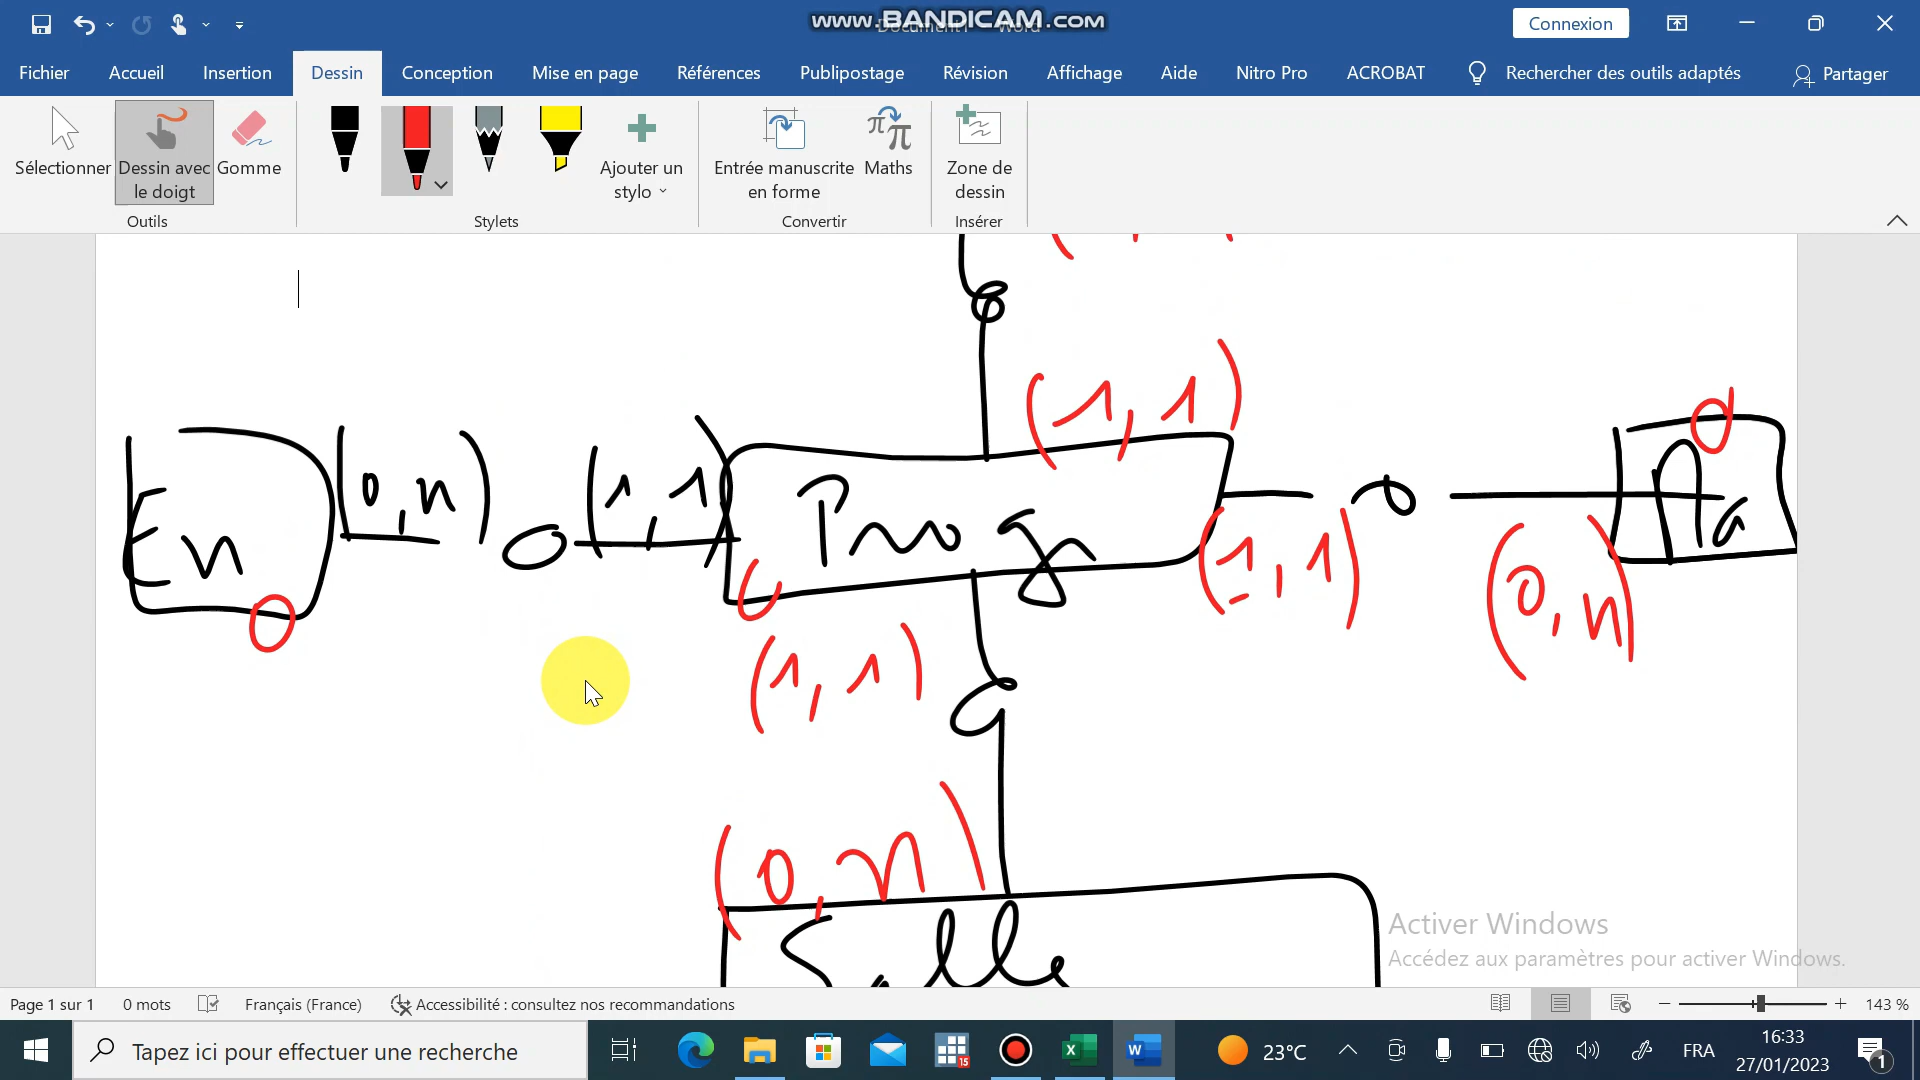 www.BANDICAM.com
Connexion
Fichier Accueil Insertion Dessin Conception Mise en page Références Publipostage Révision Affichage Aide Nitro Pro ACROBAT Rechercher des outils adaptés Partager
Sélectionner Dessin avec le doigt Gomme Ajouter un stylo Entrée manuscrite en forme Maths Zone de dessin
Outils Stylets Convertir Insérer
(1,1)
En (0,n) (1,1) Prog
(1,1) (0,n)
(1,1)
(0,n)
Salle
Activer Windows
Accédez aux paramètres pour activer Windows.
Page 1 sur 1 0 mots Français (France) Accessibilité : consultez nos recommandations 143 %
Tapez ici pour effectuer une recherche 15 23°C FRA 16:33
27/01/2023 1